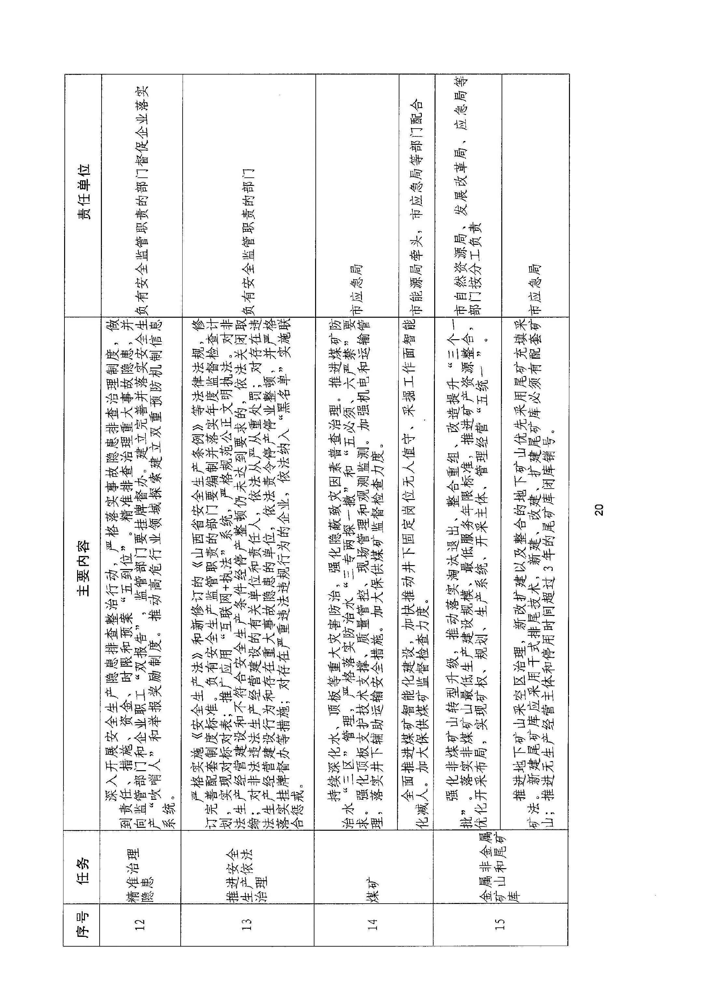 序号
任务
主要内容
责任单位
12
精准治理
隐患
深入开展安全生产隐患排查整治行动，严格落实事故隐患排查治理制度，做
到责任、措施、资金、时限和预案“五到位”。精准排查治理重大事故隐患，并
向监管部门和企业职工“双报告”，监管部门要挂牌督办。建立完善并落实安全生
产“吹哨人”和举报奖励制度。推动高危行业领域探索建立双重预防机制信息
系统。
负有安全监管职责的部门督促企业落实
13
推进安全
生产依法
治理
严格实施《安全生产法》和新修订的《山西省安全生产条例》等法律法规，修
订完善配套制度标准。负有安全生产监管职责的部门要编制并落实年度监督检查计
划，实现对标对表；推广应用“互联网+执法”系统，严格规范公正文明执法。对非
法生产经营建设和不符合安全生产条件经停产整顿仍未达到要求的，依法关闭取
缔；对非法违法生产经营建设的有关单位和责任人，依法从严从重处罚；对存在违
法生产经营建设行为和存在重大事故隐患的单位，依法责令停产停业整顿，并严格
落实挂牌督办等措施；对存在严重违法违规行为的企业，依法纳入“黑名单”实施联
合惩戒。
负有安全监管职责的部门
14
煤矿
持续深化水、顶板等重大灾害防治，强化隐蔽致灾因素普查治理。推进煤矿防
治水“三区”管理，严格落实防治水“三专两探一撤”和“五必须、六严禁”要
求。强化顶板支护技术支撑、质量管控、现场管理和观测监测。加强机电和运输管
理，落实井下辅助运输安全措施。加大保供煤矿监督检查力度。
市应急局
全面推进煤矿智能化建设，加快推动井下固定岗位无人值守、采掘工作面智能
化减人。加大保供煤矿监督检查力度。
市能源局牵头，市应急局等部门配合
15
金属非金属
矿山和尾矿
库
强化非煤矿山转型升级，推动落实淘汰退出、整合重组、改造提升“三个一
批”。落实非煤矿山最低生产建设规模、最低服务年限标准，推进矿产资源整合，
优化开采布局，实现矿权、规划、生产系统、开采主体、管理经营“五统一”。
市自然资源局、发展改革局、应急局等
部门按分工负责
推进地下矿山采空区治理，新改扩建以及整合的地下矿山优先采用尾矿充填采
矿法。新建尾矿库应采用干式排尾技术，新建、改建、扩建尾矿库必须有配套矿
山；推进无生产经营主体和停用时间超过 3 年的尾矿库闭库销号。
市应急局
20